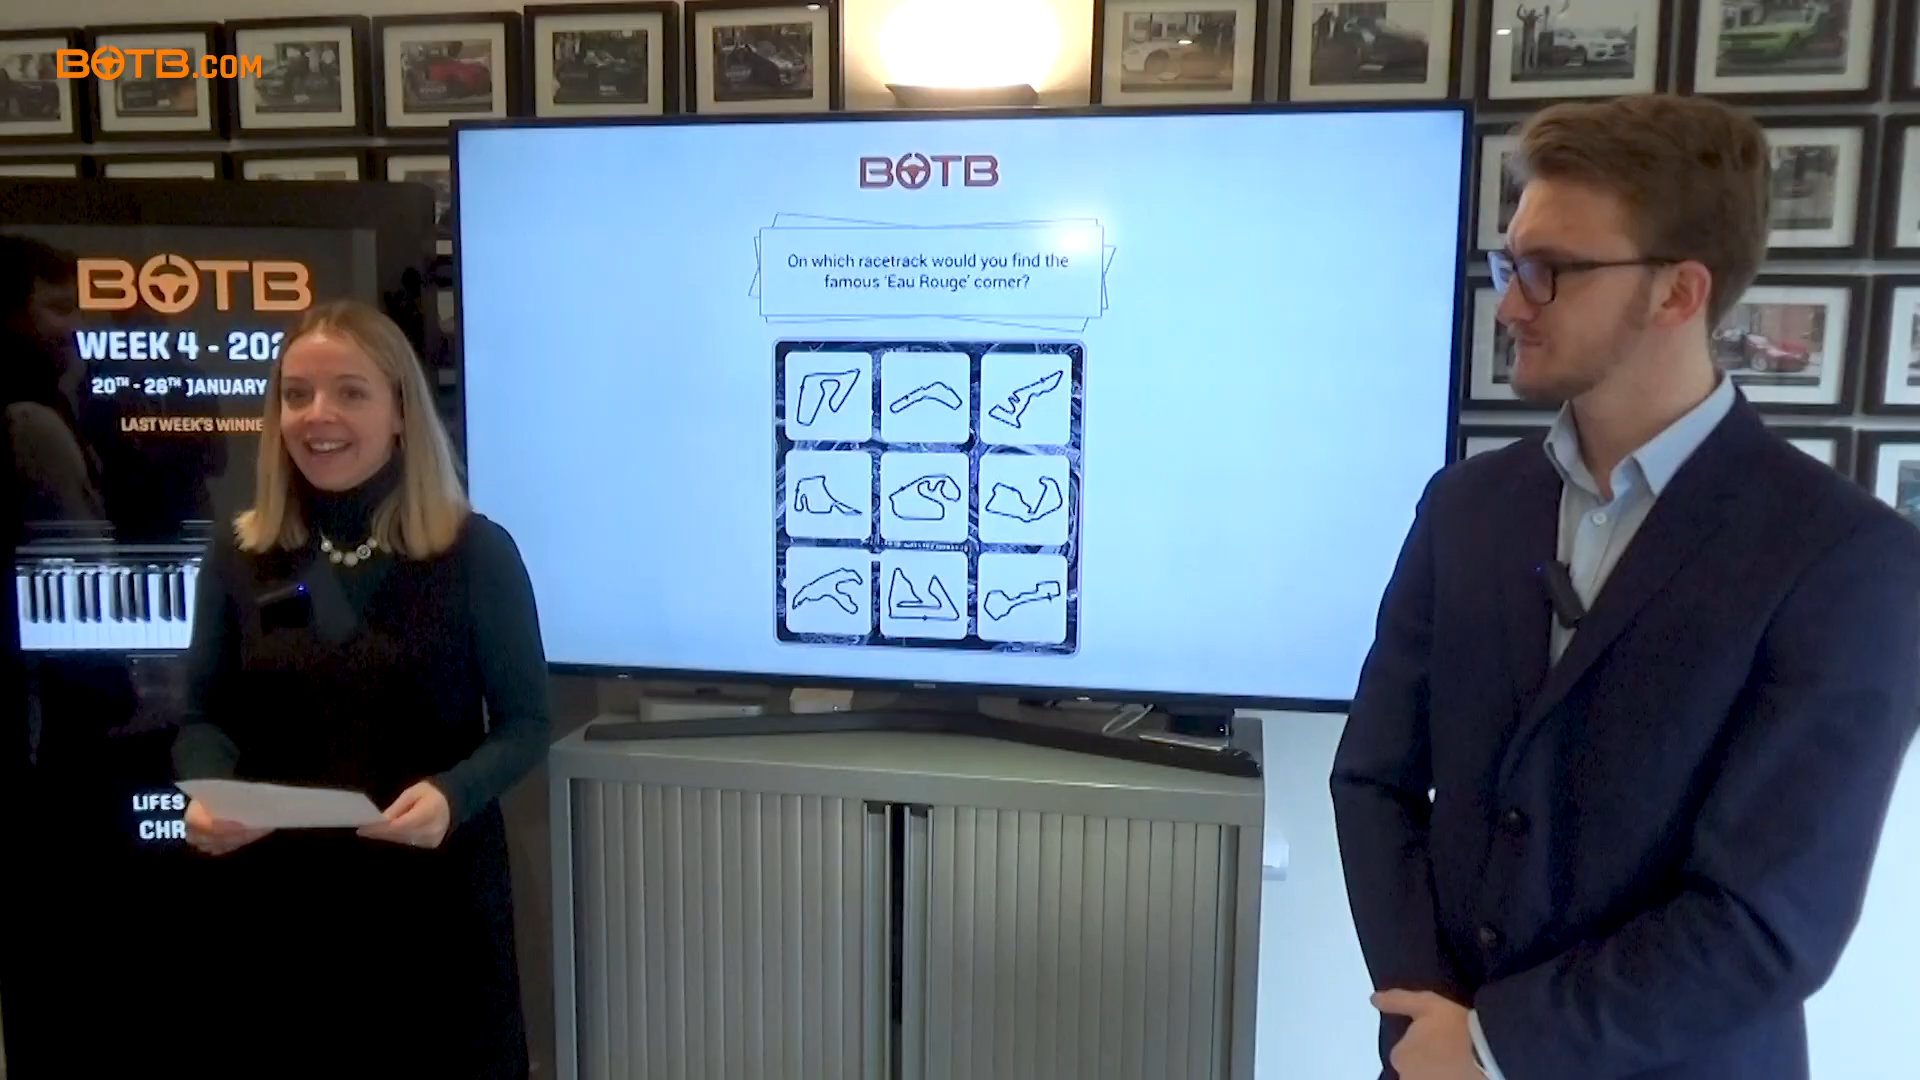 BOTB.COM
BOTB
On which racetrack would you find the
famous 'Eau Rouge' corner?
BOTB
WEEK 4 - 202
20TH - 26TH JANUARY
LAST WEEK'S WINNE
LIFES
CHR